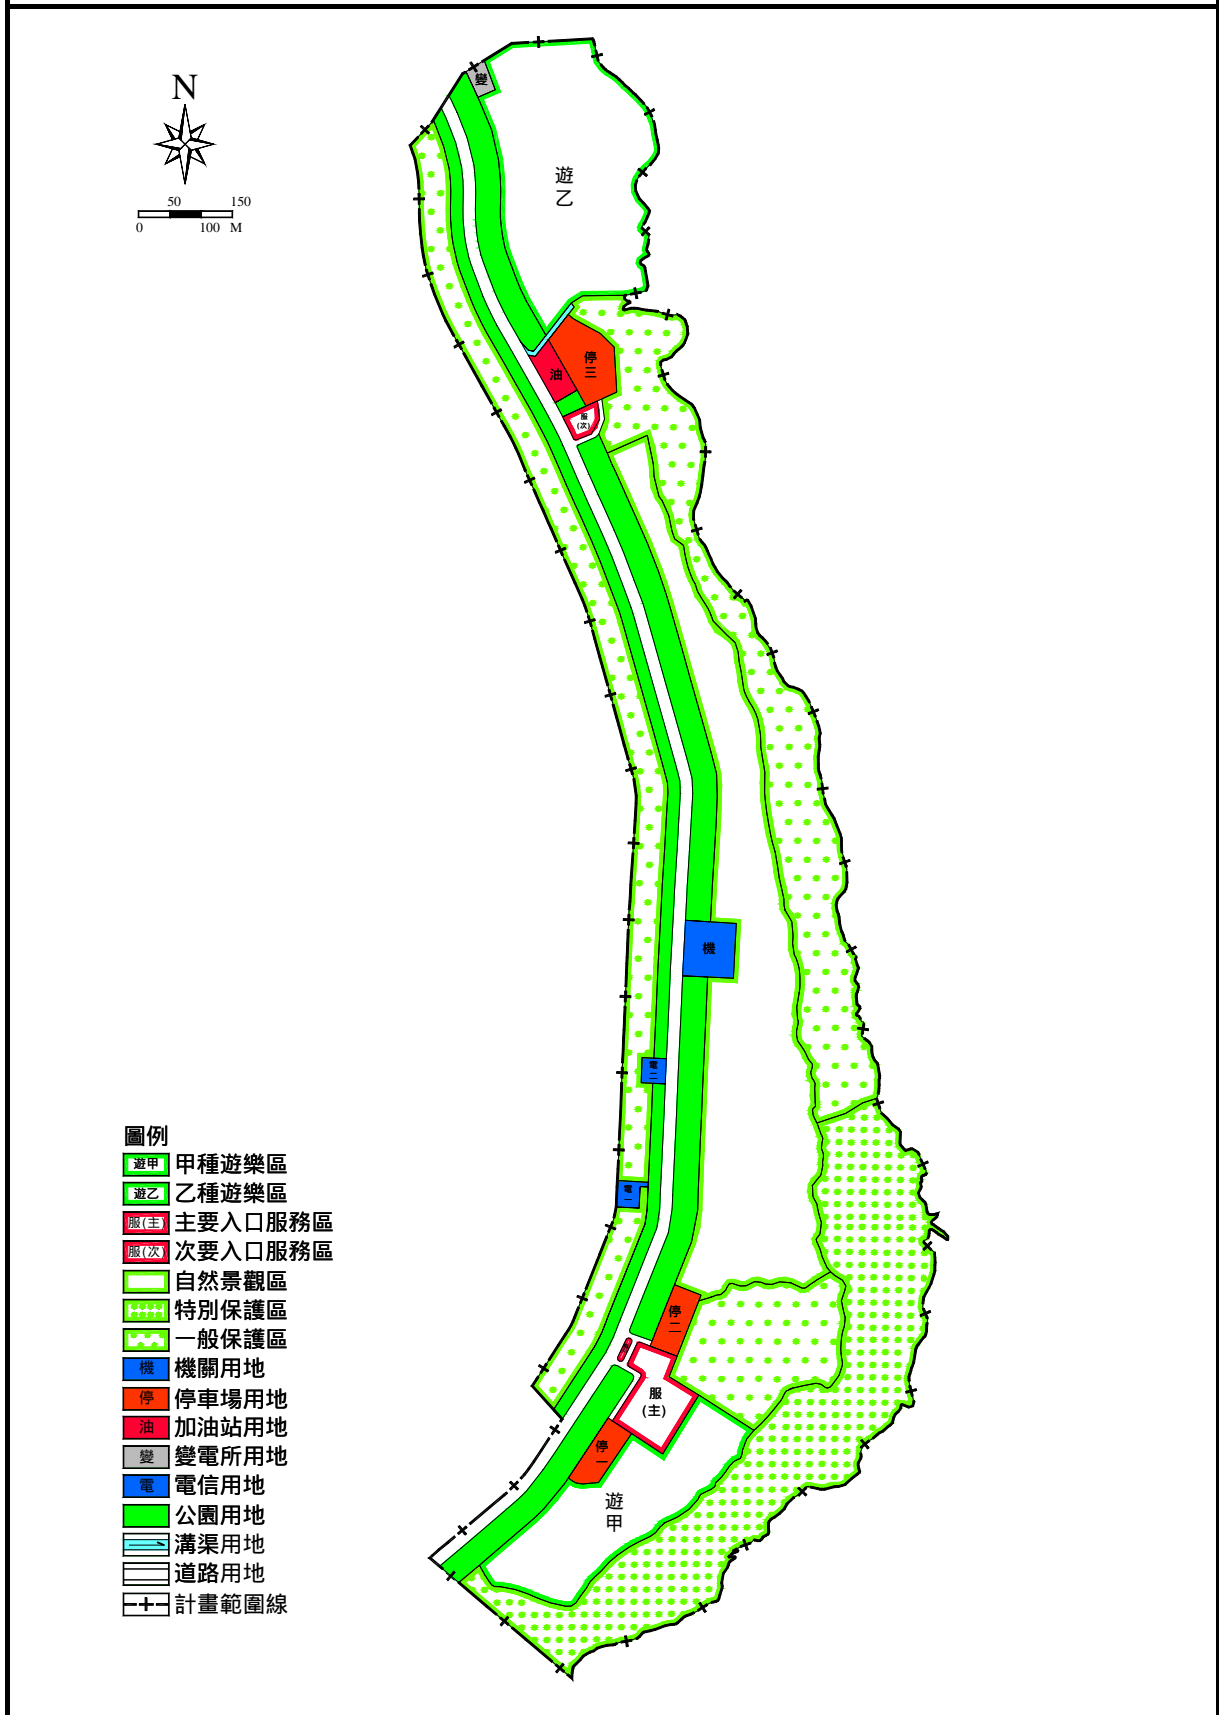 N
50 150
0 100 M
變
遊
乙
停
三
油
服
(次)
機
電
二
電
一
停
二
服
(主)
停
一
遊
甲
圖例
遊甲 甲種遊樂區
遊乙 乙種遊樂區
服(主) 主要入口服務區
服(次) 次要入口服務區
自然景觀區
特別保護區
一般保護區
機 機關用地
停 停車場用地
油 加油站用地
變 變電所用地
電 電信用地
公園用地
溝渠用地
道路用地
計畫範圍線